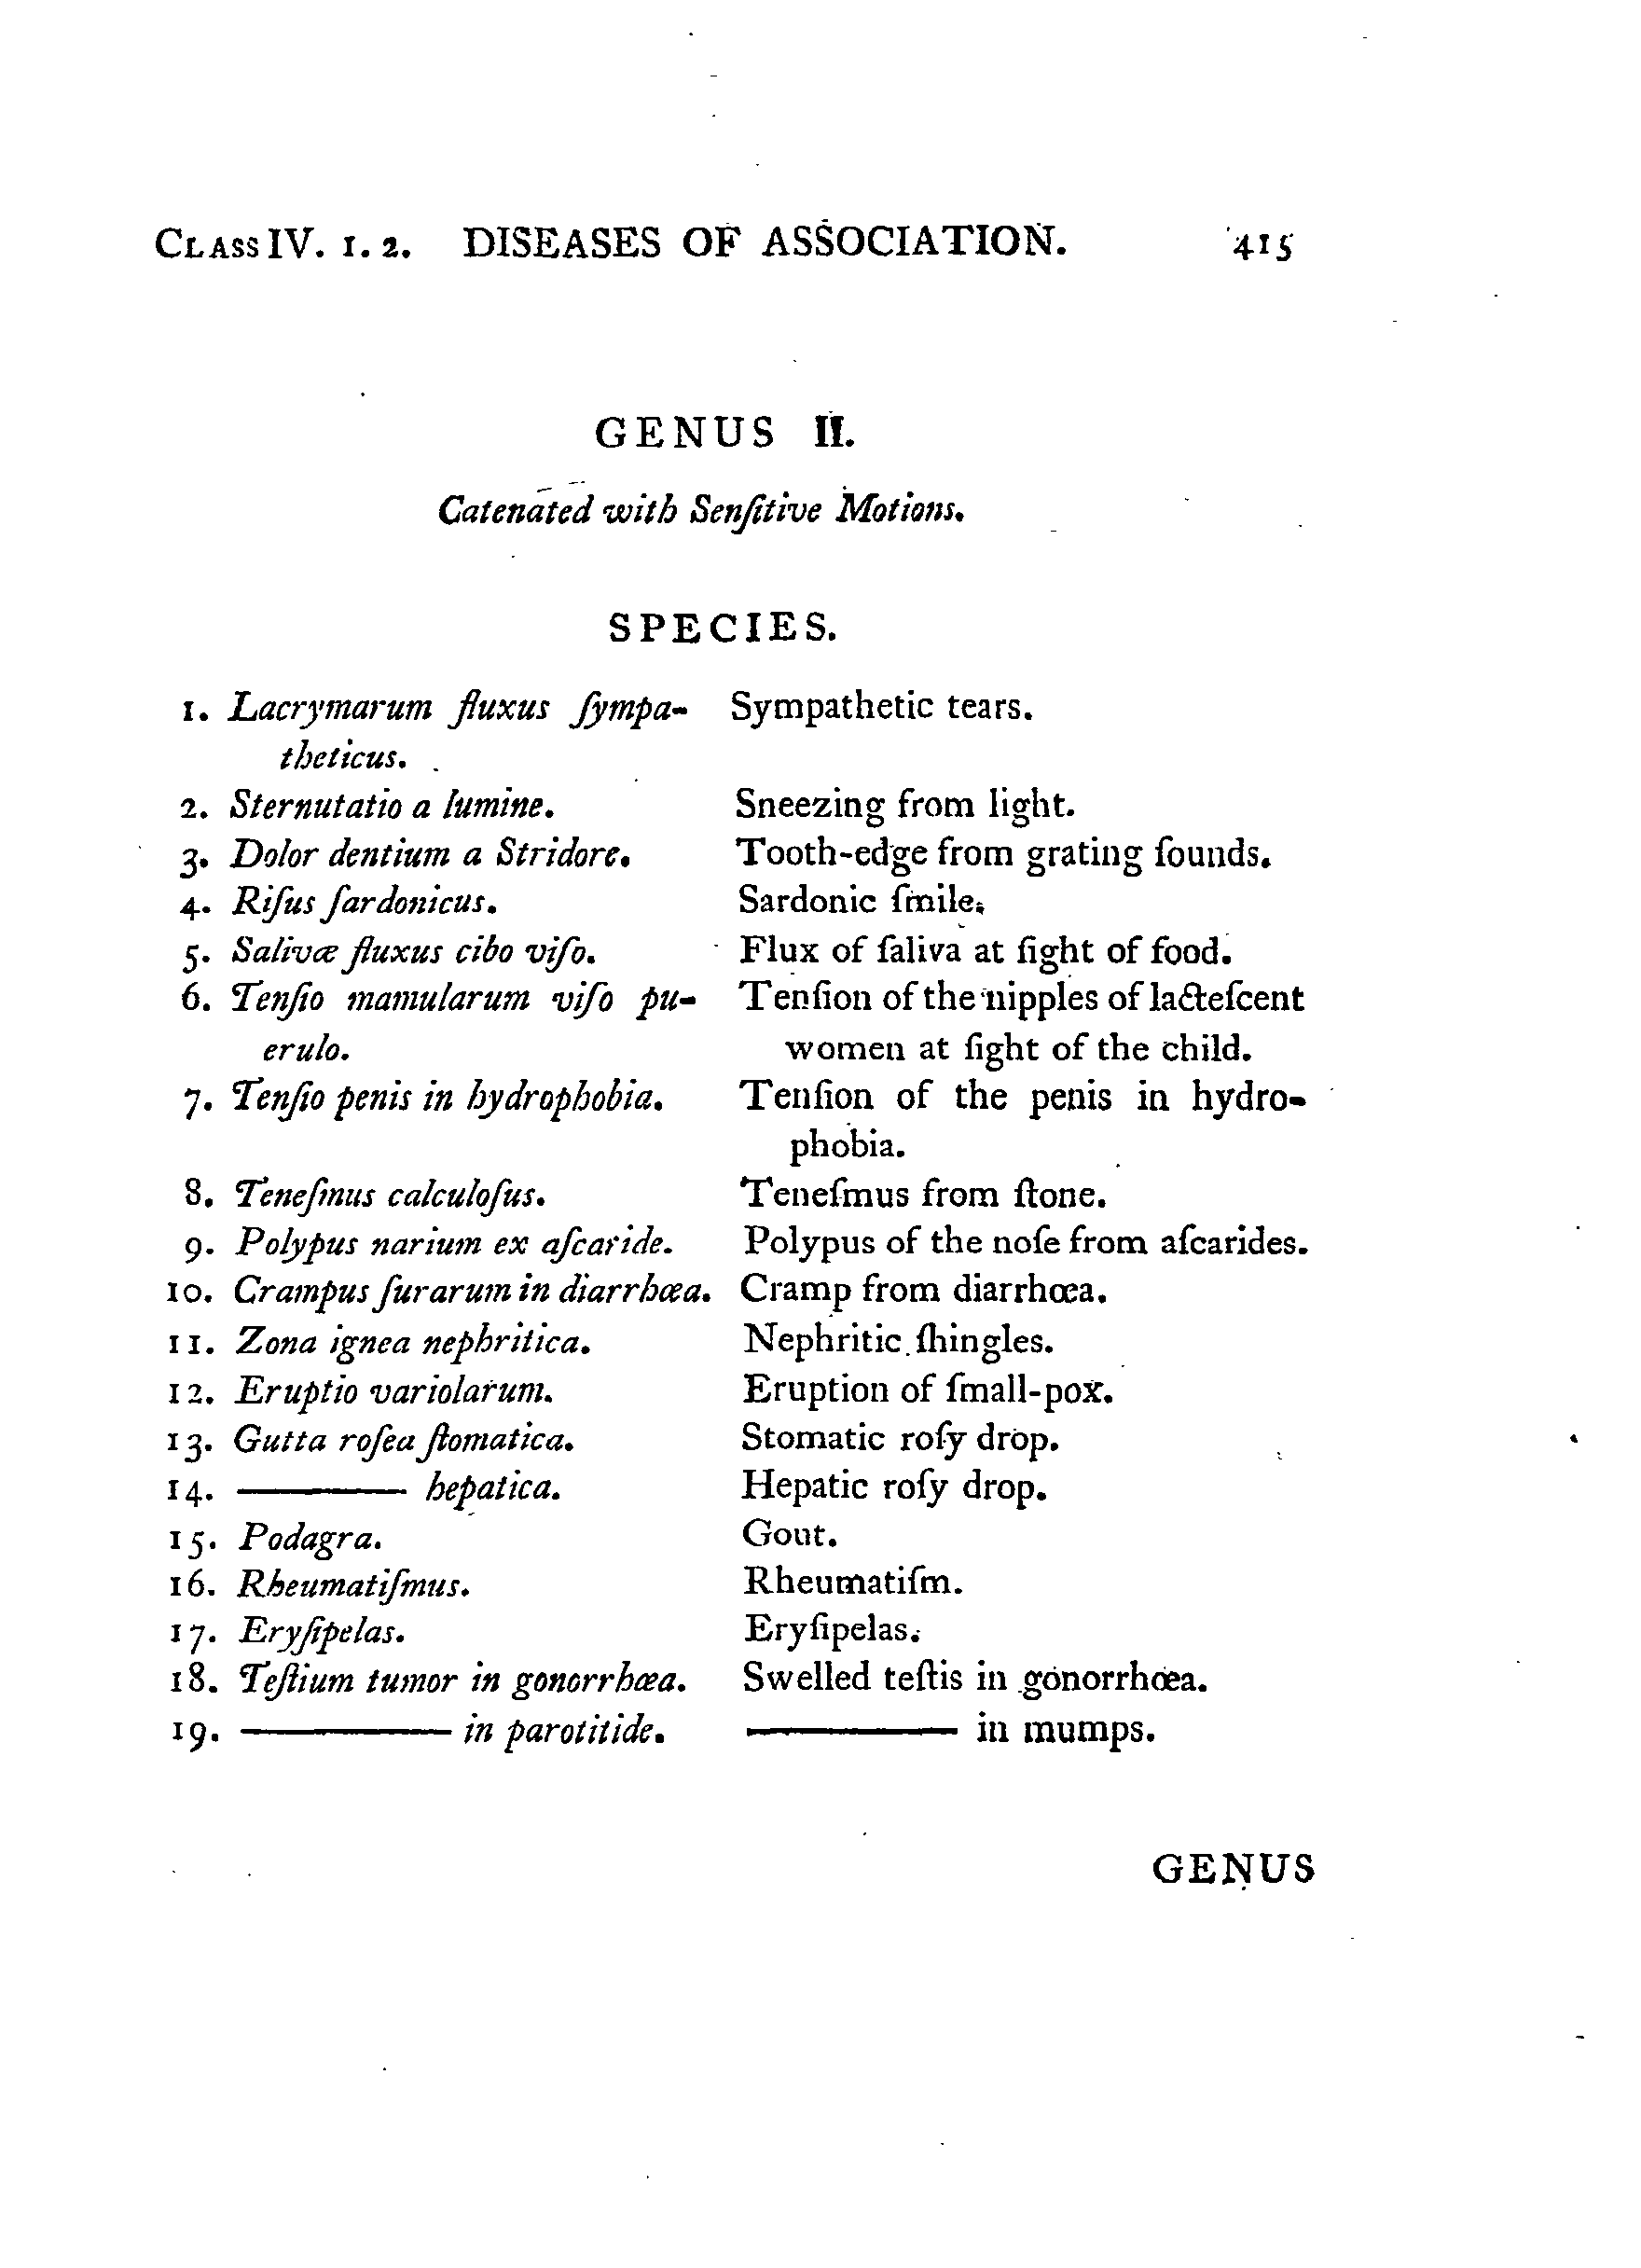 CLASS IV. 1. 2. DISEASES OF ASSOCIATION. 415
GENUS II.
Catenated with Senſitive Motions.
SPECIES.
1. Lacrymarum fluxus ſympa- Sympathetic tears.
theticus.
2. Sternutatio a lumine. Sneezing from light.
3. Dolor dentium a Stridore. Tooth-edge from grating ſounds.
4. Riſus ſardonicus. Sardonic ſmile.
5. Salivæ fluxus cibo viſo. Flux of ſaliva at ſight of food.
6. Tenſio mamularum viſo pu- Tenſion of the nipples of lacteſcent
erulo. women at ſight of the child.
7. Tenſio penis in hydrophobia. Tenſion of the penis in hydro-
phobia.
8. Teneſmus calculoſus. Teneſmus from ſtone.
9. Polypus narium ex aſcaride. Polypus of the noſe from aſcarides.
10. Crampus ſurarum in diarrhœa. Cramp from diarrhœa.
11. Zona ignea nephritica. Nephritic ſhingles.
12. Eruptio variolarum. Eruption of ſmall-pox.
13. Gutta roſea ſtomatica. Stomatic roſy drop.
14. ——— hepatica. Hepatic roſy drop.
15. Podagra. Gout.
16. Rheumatiſmus. Rheumatiſm.
17. Eryſipelas. Eryſipelas.
18. Teſtium tumor in gonorrhœa. Swelled teſtis in gonorrhœa.
19. ——— in parotitide. ——— in mumps.
GENUS